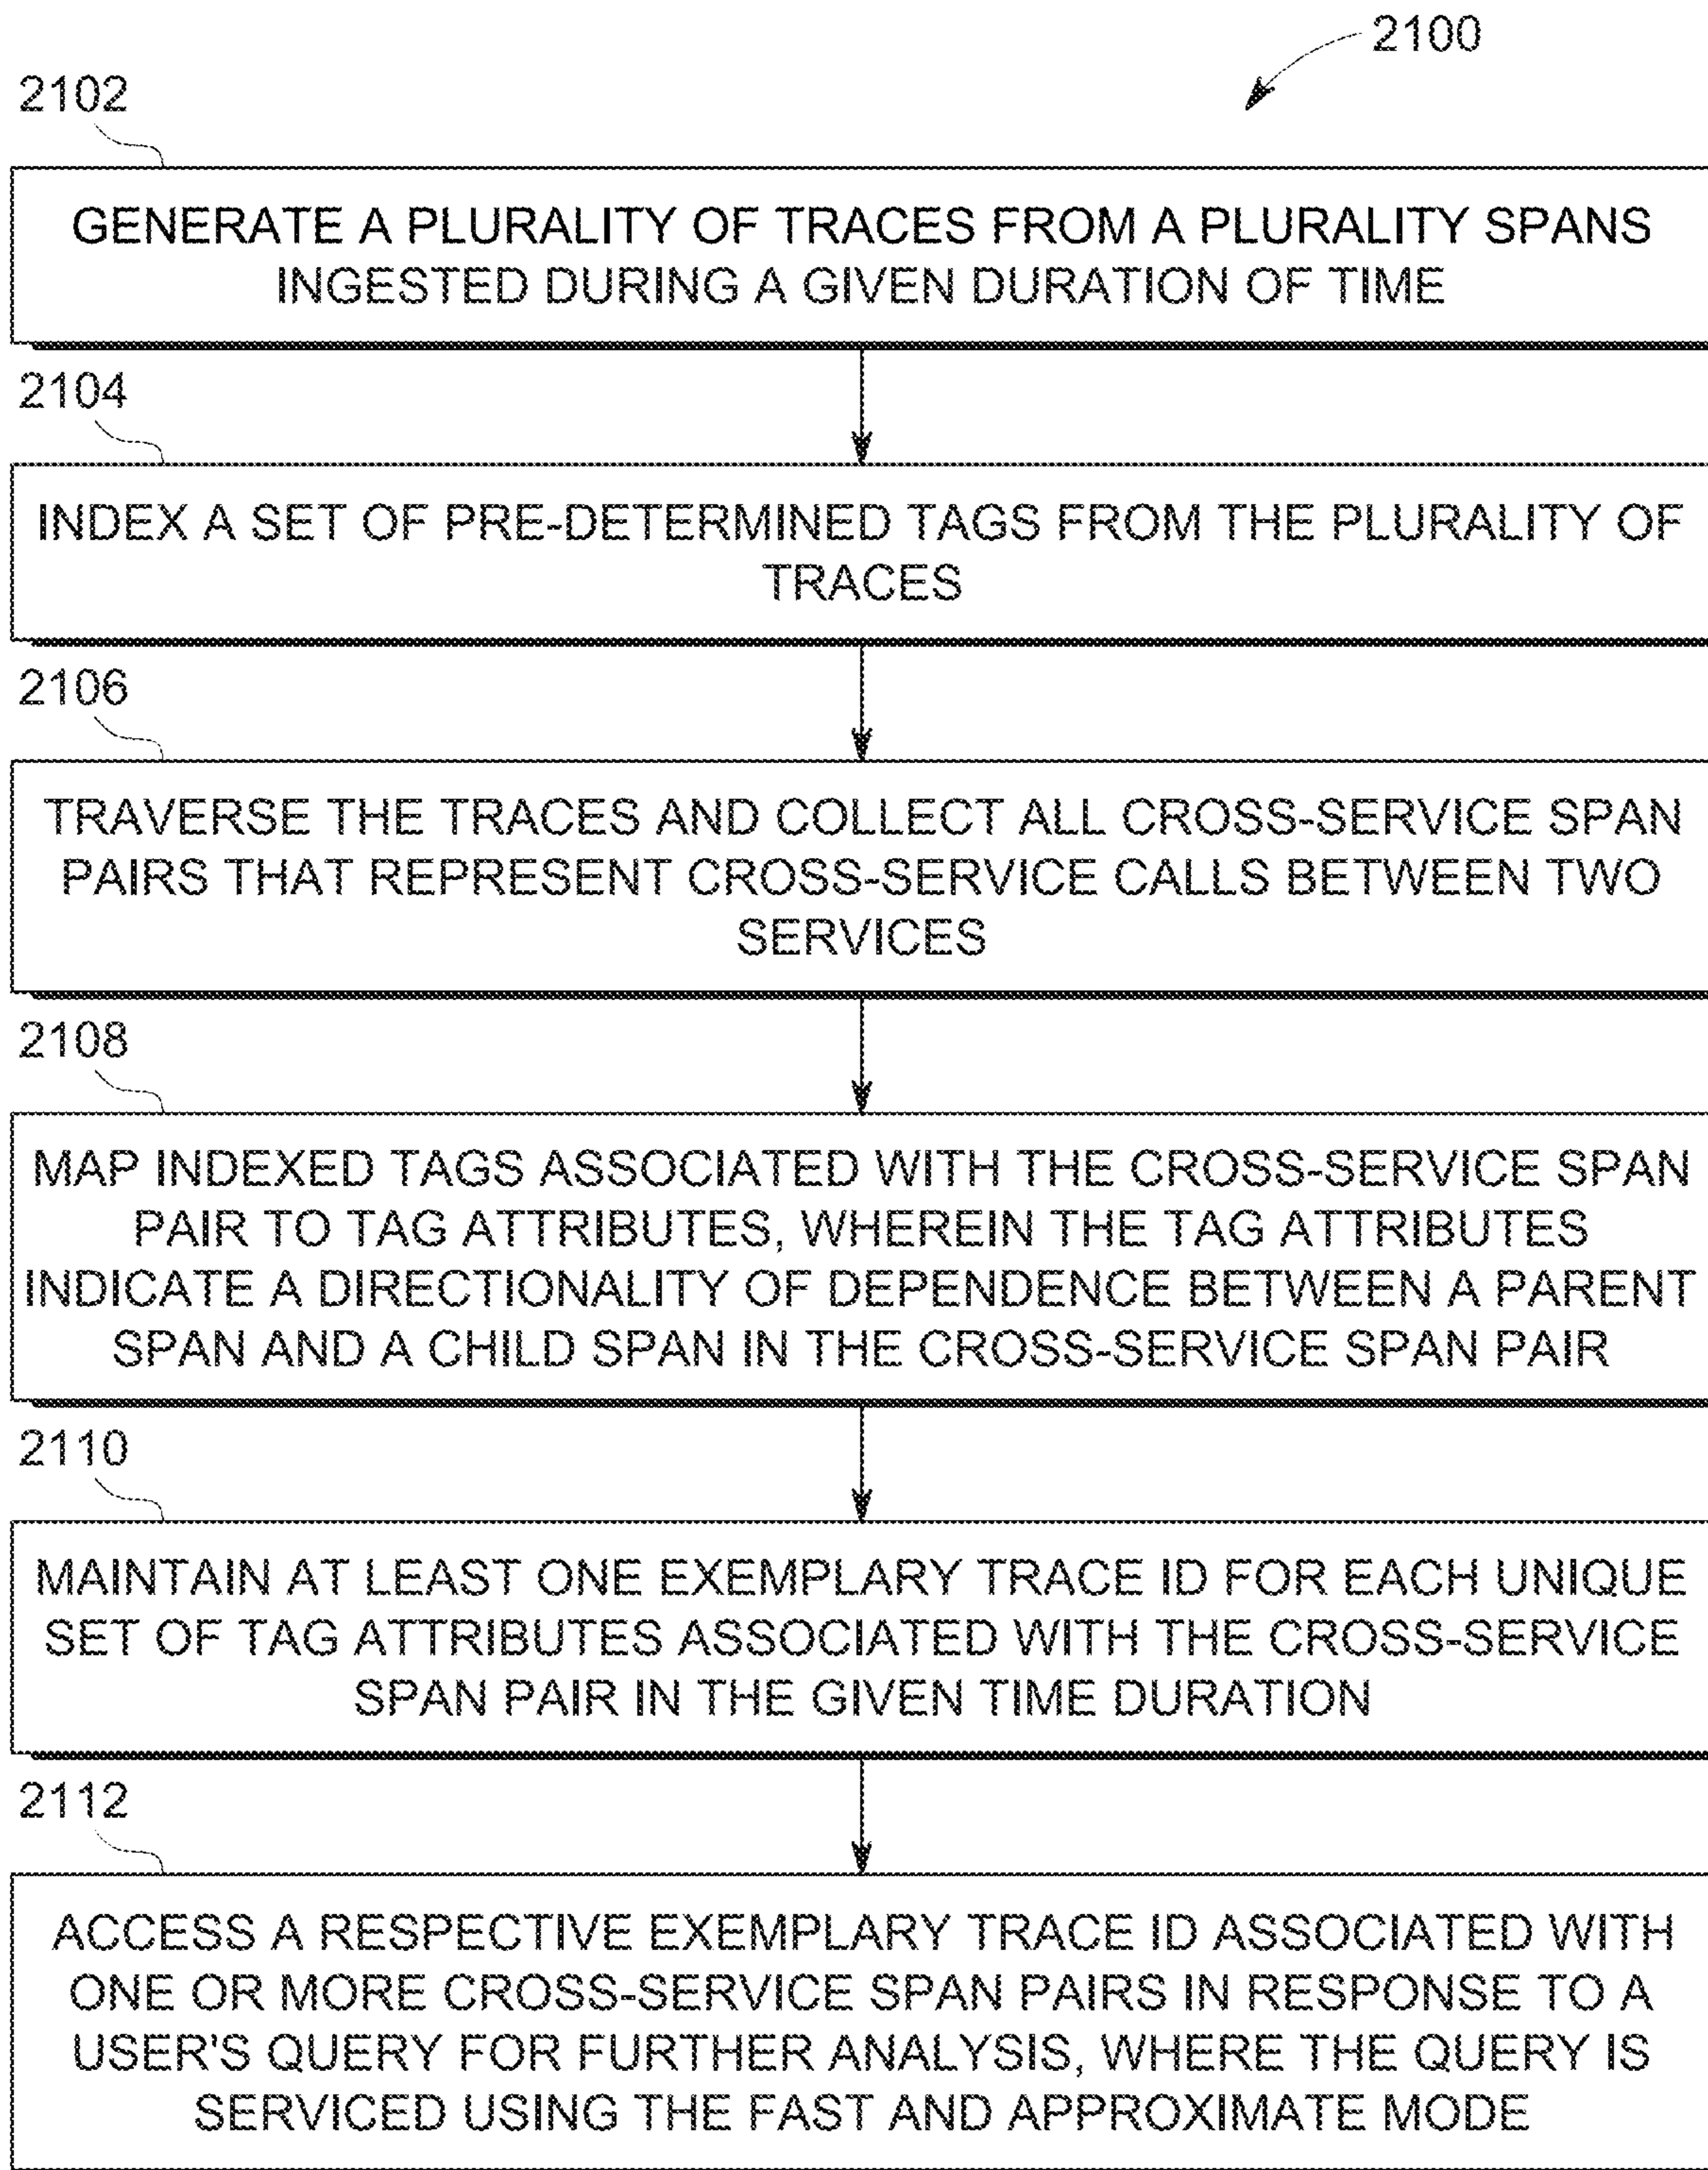 2100
2102
GENERATE A PLURALITY OF TRACES FROM A PLURALITY SPANS
INGESTED DURING A GIVEN DURATION OF TIME
2104
INDEX A SET OF PRE-DETERMINED TAGS FROM THE PLURALITY OF
TRACES
2106
TRAVERSE THE TRACES AND COLLECT ALL CROSS-SERVICE SPAN
PAIRS THAT REPRESENT CROSS-SERVICE CALLS BETWEEN TWO
SERVICES
2108
MAP INDEXED TAGS ASSOCIATED WITH THE CROSS-SERVICE SPAN
PAIR TO TAG ATTRIBUTES, WHEREIN THE TAG ATTRIBUTES
INDICATE A DIRECTIONALITY OF DEPENDENCE BETWEEN A PARENT
SPAN AND A CHILD SPAN IN THE CROSS-SERVICE SPAN PAIR
2110
MAINTAIN AT LEAST ONE EXEMPLARY TRACE ID FOR EACH UNIQUE
SET OF TAG ATTRIBUTES ASSOCIATED WITH THE CROSS-SERVICE
SPAN PAIR IN THE GIVEN TIME DURATION
2112
ACCESS A RESPECTIVE EXEMPLARY TRACE ID ASSOCIATED WITH
ONE OR MORE CROSS-SERVICE SPAN PAIRS IN RESPONSE TO A
USER'S QUERY FOR FURTHER ANALYSIS, WHERE THE QUERY IS
SERVICED USING THE FAST AND APPROXIMATE MODE